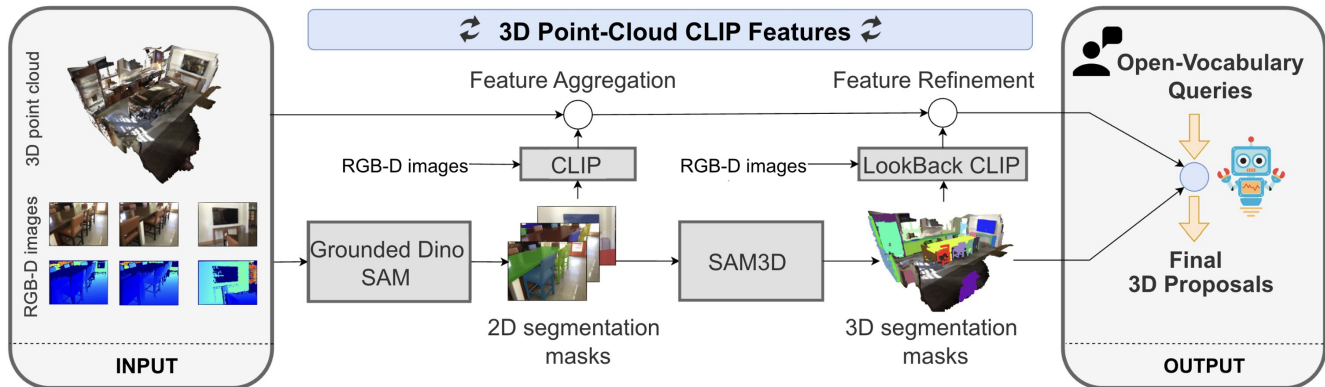 3D Point-Cloud CLIP Features
3D point cloud
RGB-D images
INPUT
Feature Aggregation
Feature Refinement
RGB-D images
CLIP
RGB-D images
LookBack CLIP
Grounded Dino
SAM
SAM3D
2D segmentation
masks
3D segmentation
masks
Open-Vocabulary
Queries
Final
3D Proposals
OUTPUT